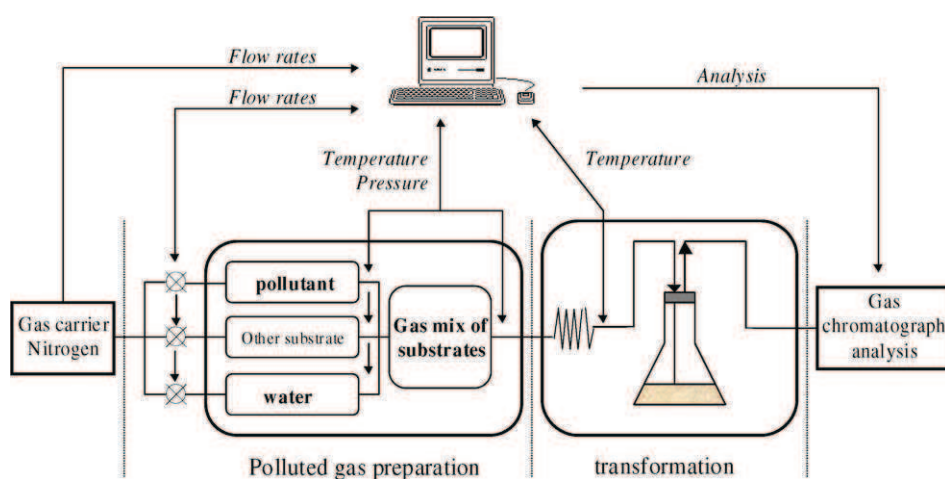 Flow rates
Analysis
Flow rates
Temperature
Pressure
Temperature
pollutant
Gas carrier
Nitrogen
Other substrate
Gas mix of
substrates
water
Gas
chromatograph
analysis
Polluted gas preparation
transformation